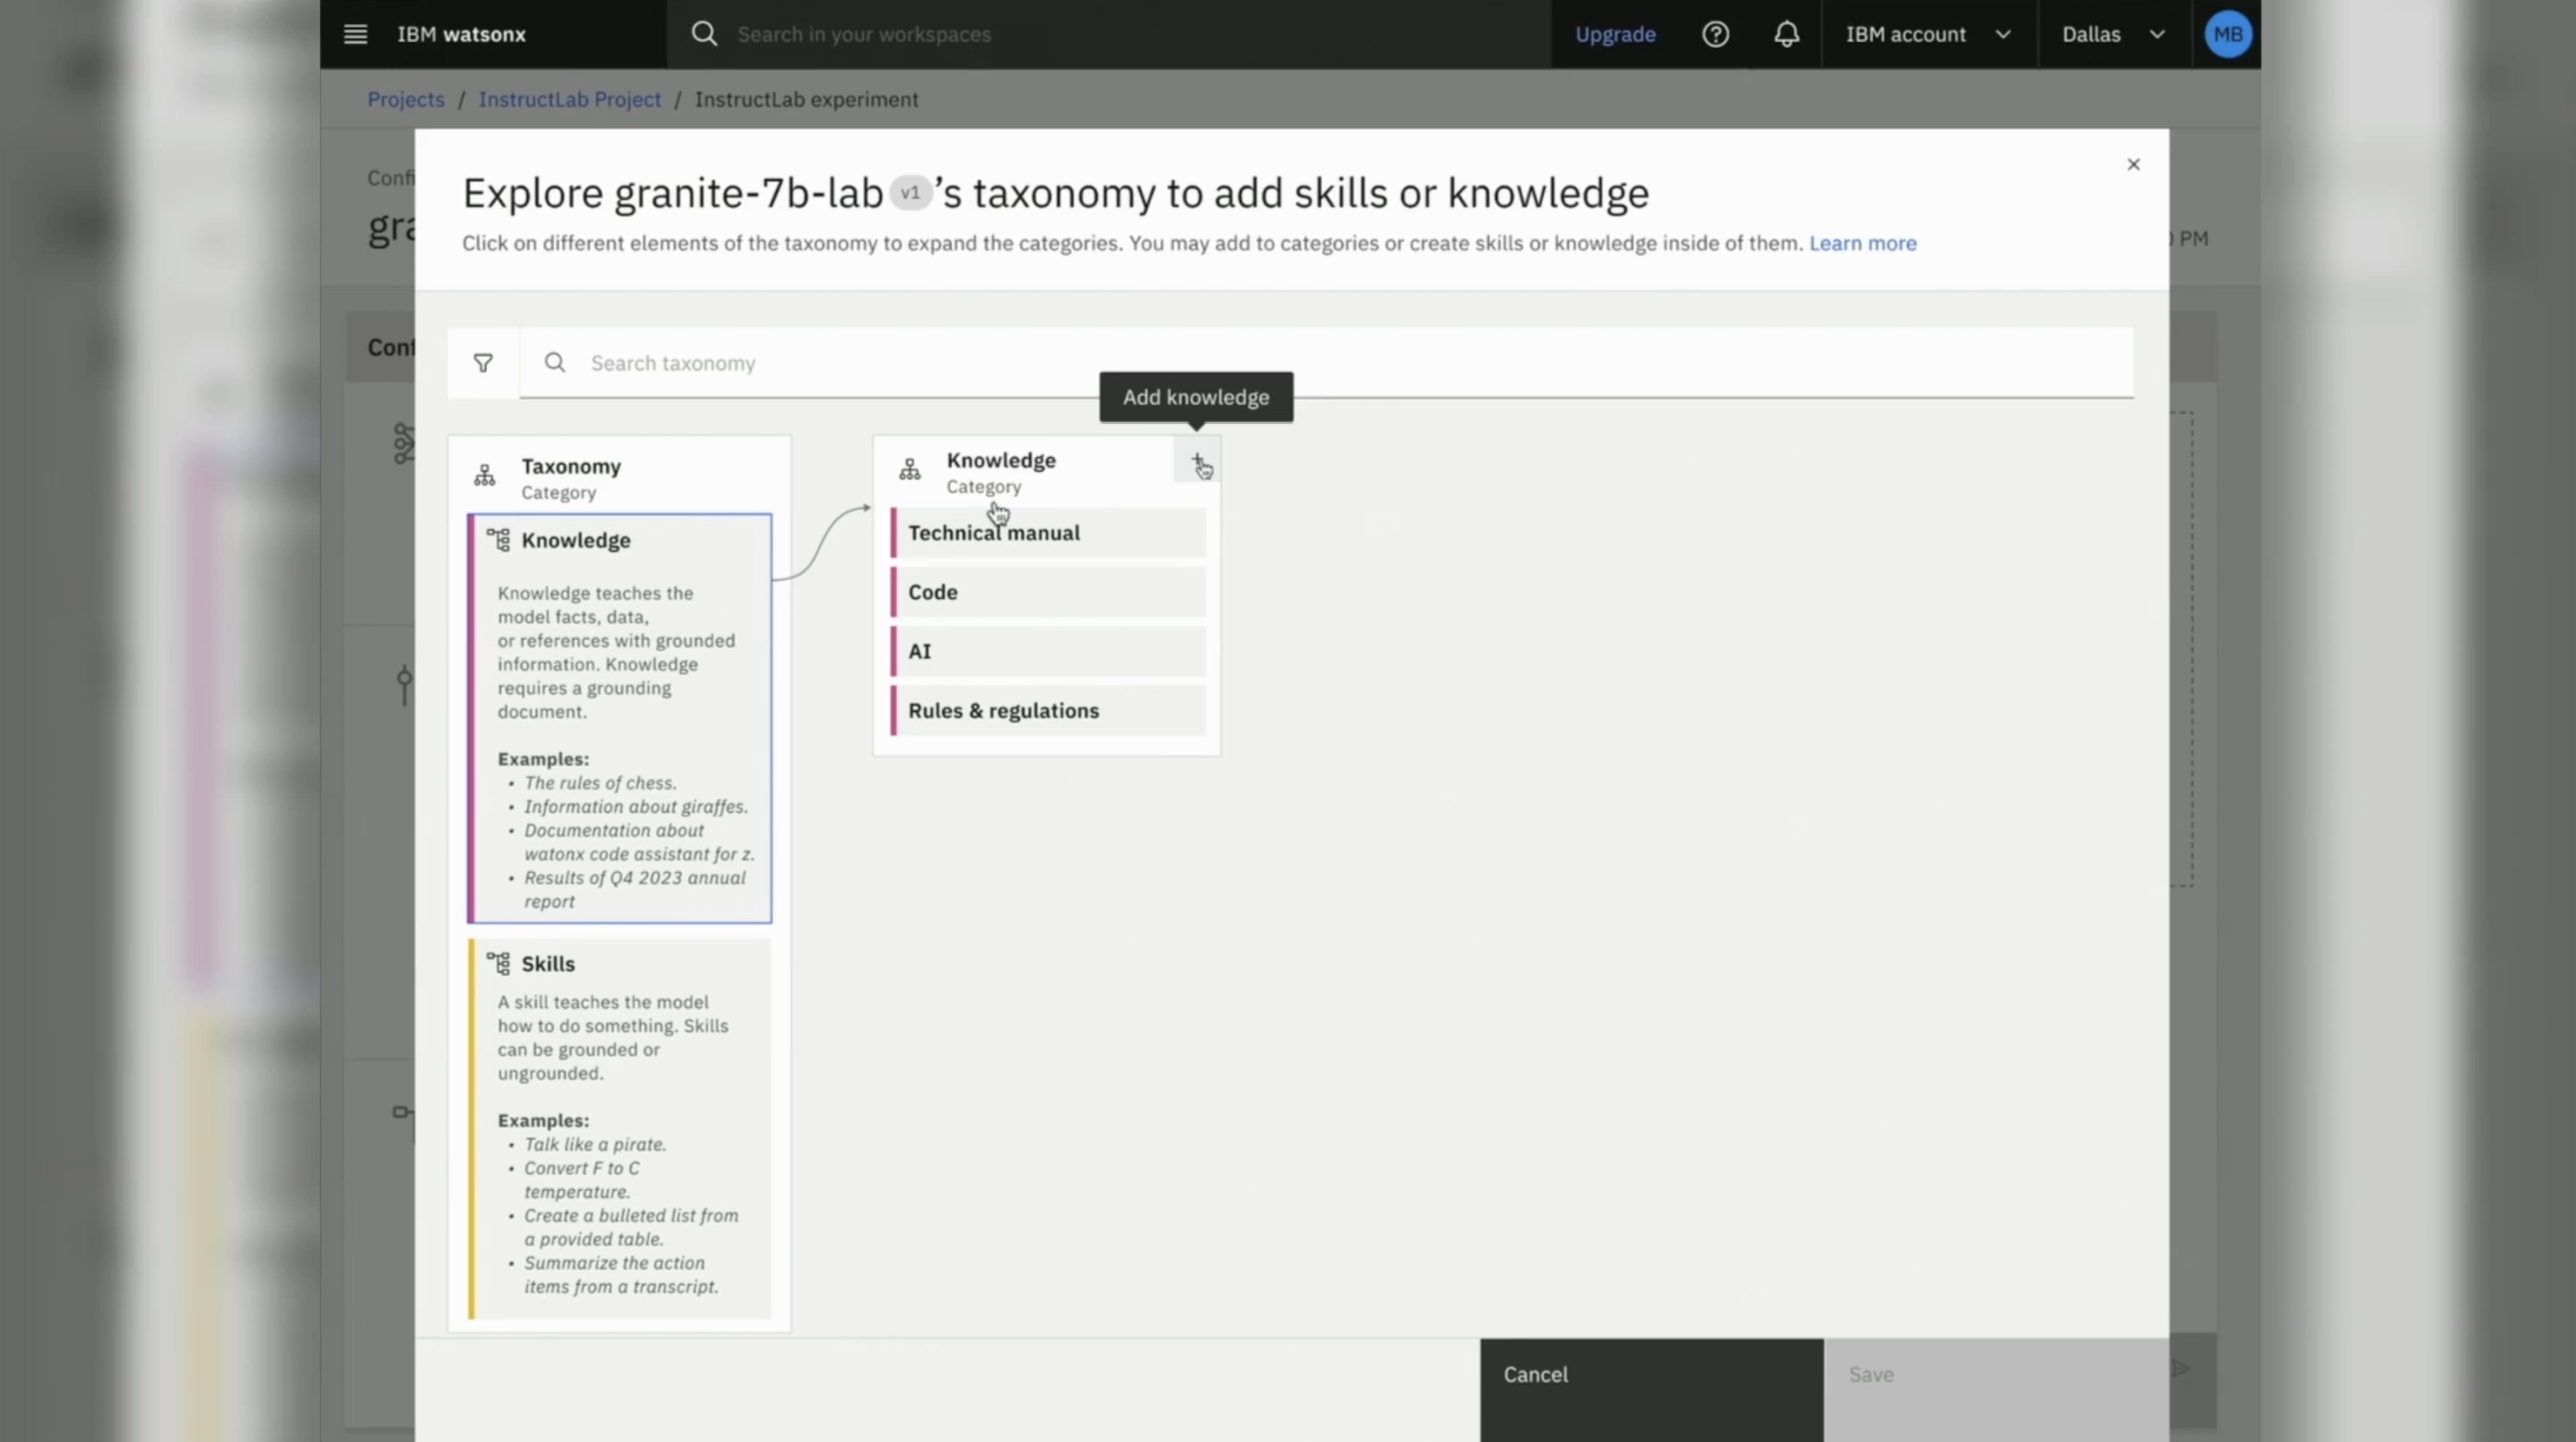 IBM watsonx
Search in your workspaces
Upgrade
IBM account
Dallas
MB
Projects / InstructLab Project / InstructLab experiment
Explore granite-7b-lab v1 's taxonomy to add skills or knowledge
Click on different elements of the taxonomy to expand the categories. You may add to categories or create skills or knowledge inside of them. Learn more
PM
Search taxonomy
Add knowledge
Taxonomy
Category
Knowledge
Knowledge teaches the
model facts, data,
or references with grounded
information. Knowledge
requires a grounding
document.
Examples:
• The rules of chess.
• Information about giraffes.
• Documentation about
watonx code assistant for z.
• Results of Q4 2023 annual
report
Skills
A skill teaches the model
how to do something. Skills
can be grounded or
ungrounded.
Examples:
• Talk like a pirate.
• Convert F to C
temperature.
• Create a bulleted list from
a provided table.
• Summarize the action
items from a transcript.
Knowledge
Category
Technical manual
Code
AI
Rules & regulations
Cancel
Save